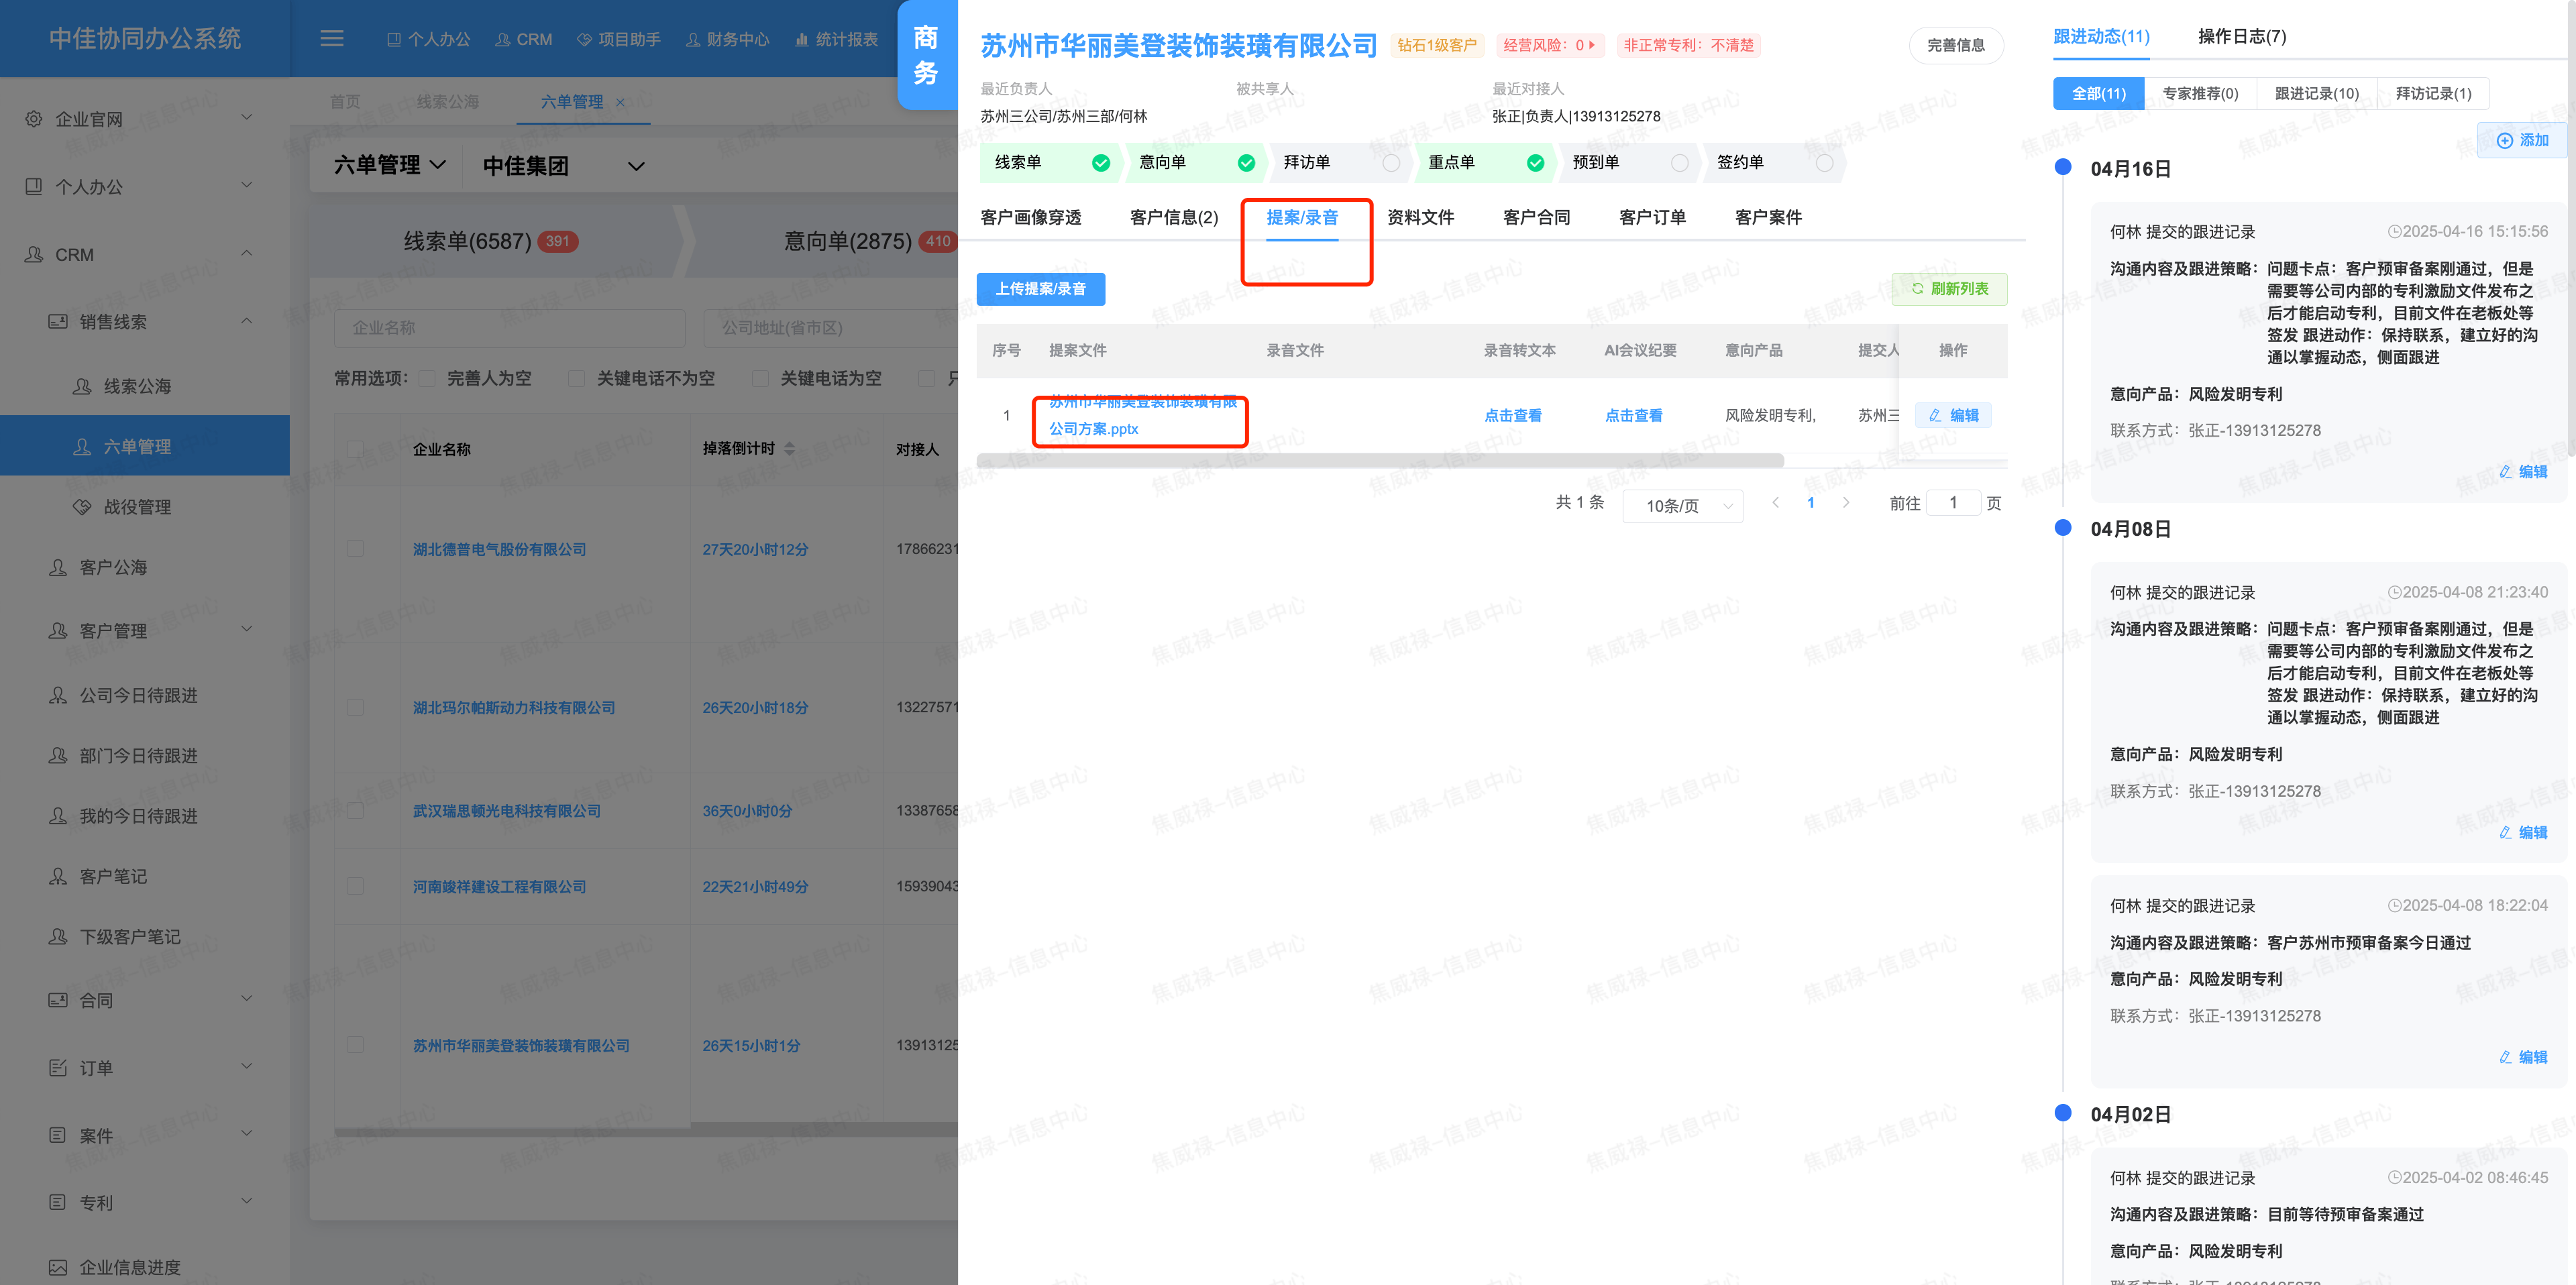 中佳协同办公系统
个人办公
CRM
项目助手
财务中心
统计报表
首页
线索公海
六单管理
企业官网
个人办公
CRM
销售线索
线索公海
六单管理
战役管理
客户公海
客户管理
公司今日待跟进
部门今日待跟进
我的今日待跟进
客户笔记
下级客户笔记
合同
订单
案件
专利
企业信息进度
六单管理
中佳集团
线索单(6587) 391
意向单(2875) 410
企业名称
公司地址(省市区)
常用选项： 完善人为空 关键电话不为空 关键电话为空
企业名称 掉落倒计时 对接人
湖北德普电气股份有限公司 27天20小时12分 17866231
湖北玛尔帕斯动力科技有限公司 26天20小时18分 13227571
武汉瑞思顿光电科技有限公司 36天0小时0分 13387658
河南竣祥建设工程有限公司 22天21小时49分 15939043
苏州市华丽美登装饰装璜有限公司 26天15小时1分 13913125
商
务
苏州市华丽美登装饰装璜有限公司 钻石1级客户 经营风险：0 非正常专利：不清楚 完善信息
最近负责人 被共享人 最近对接人
苏州三公司/苏州三部/何林 张正|负责人|13913125278
线索单 意向单 拜访单 重点单 预到单 签约单
客户画像穿透 客户信息(2) 提案/录音 资料文件 客户合同 客户订单 客户案件
上传提案/录音 刷新列表
序号 提案文件 录音文件 录音转文本 AI会议纪要 意向产品 提交人 操作
1 苏州市华丽美登装饰装璜有限
公司方案.pptx
点击查看 点击查看 风险发明专利, 苏州三 编辑
共 1 条 10条/页 1 前往 1 页
跟进动态(11) 操作日志(7)
全部(11) 专家推荐(0) 跟进记录(10) 拜访记录(1)
添加
04月16日
何林 提交的跟进记录 2025-04-16 15:15:56
沟通内容及跟进策略：问题卡点：客户预审备案刚通过，但是
需要等公司内部的专利激励文件发布之
后才能启动专利，目前文件在老板处等
签发 跟进动作：保持联系，建立好的沟
通以掌握动态，侧面跟进
意向产品：风险发明专利
联系方式：张正-13913125278
编辑
04月08日
何林 提交的跟进记录 2025-04-08 21:23:40
沟通内容及跟进策略：问题卡点：客户预审备案刚通过，但是
需要等公司内部的专利激励文件发布之
后才能启动专利，目前文件在老板处等
签发 跟进动作：保持联系，建立好的沟
通以掌握动态，侧面跟进
意向产品：风险发明专利
联系方式：张正-13913125278
编辑
何林 提交的跟进记录 2025-04-08 18:22:04
沟通内容及跟进策略：客户苏州市预审备案今日通过
意向产品：风险发明专利
联系方式：张正-13913125278
编辑
04月02日
何林 提交的跟进记录 2025-04-02 08:46:45
沟通内容及跟进策略：目前等待预审备案通过
意向产品：风险发明专利
焦威禄-信息中心